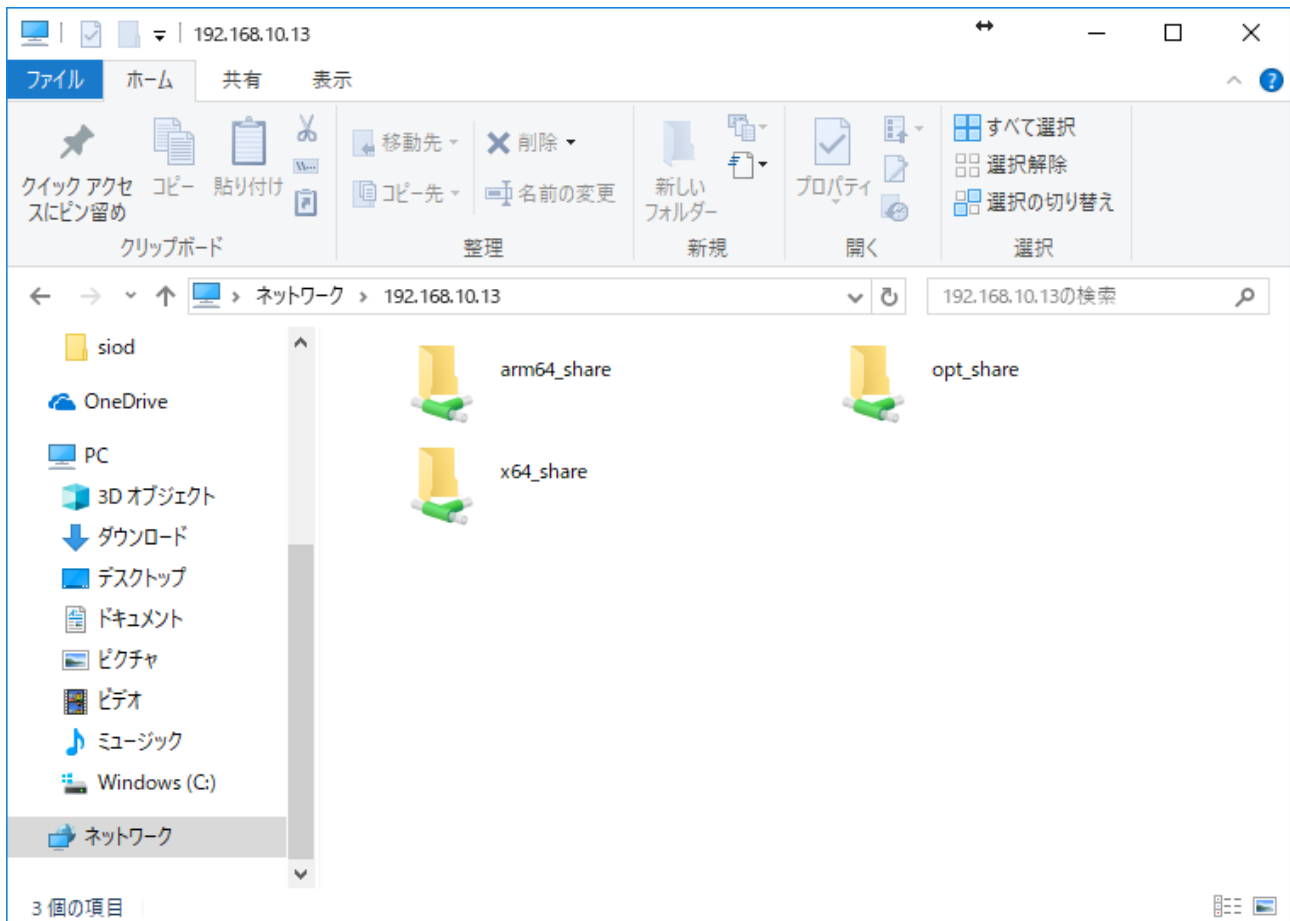 192.168.10.13
ファイル ホーム 共有 表示
クイック アクセスにピン留め
コピー
貼り付け
移動先
コピー先
削除
名前の変更
新しい
フォルダー
プロパティ
すべて選択
選択解除
選択の切り替え
クリップボード 整理 新規 開く 選択
ネットワーク 192.168.10.13
192.168.10.13の検索
siod
OneDrive
PC
3D オブジェクト
ダウンロード
デスクトップ
ドキュメント
ピクチャ
ビデオ
ミュージック
Windows (C:)
ネットワーク
arm64_share
opt_share
x64_share
3 個の項目